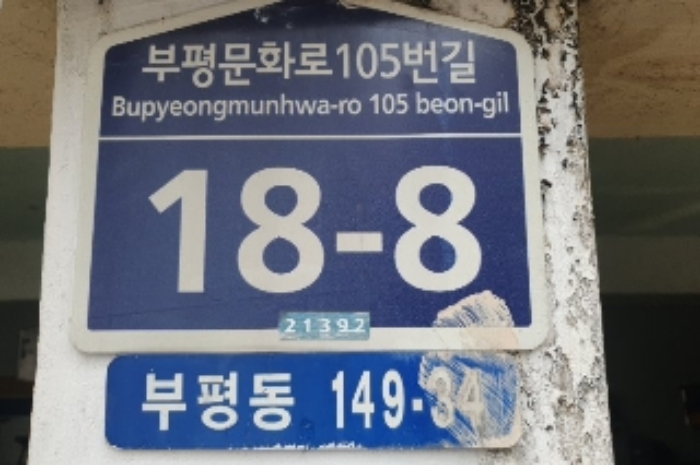 부평문화로105번길
Bupyeongmunhwa-ro 105 beon-gil
18-8
21392
부평동 149-34